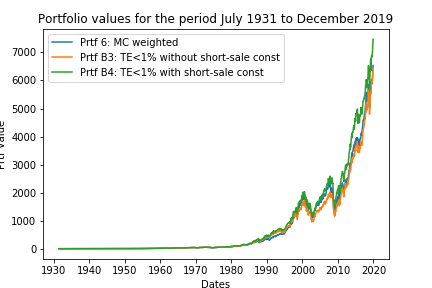 Portfolio values for the period July 1931 to December 2019
Prtf 6: MC weighted
Prtf B3: TE<1% without short-sale const
Prtf B4: TE<1% with short-sale const
7000
6000
5000
4000
3000
2000
1000
0
Value
1930 1940 1950 1960 1970 1980 1990 2000 2010 2020
Dates